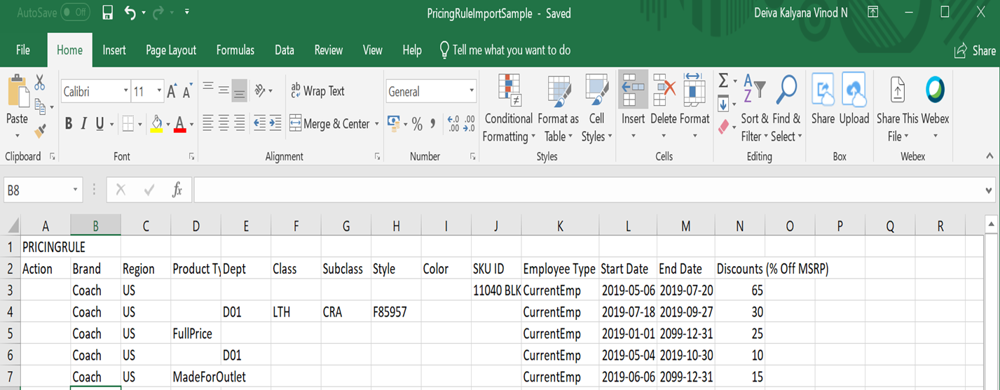 AutoSave Off PricingRuleImportSample - Saved Deiva Kalyana Vinod N
File Home Insert Page Layout Formulas Data Review View Help Tell me what you want to do Share
Calibri 11 A A ab c Wrap Text General Σ A Z
Paste B I U A Merge & Center % , .0 .00 .00 .0 Conditional Formatting Format as Table Cell Styles Insert Delete Format Sort & Filter Find & Select Share Upload Share This File Webex
Clipboard Font Alignment Number Styles Cells Editing Box Webex
B8 fx
A B C D E F G H I J K L M N O P Q R
1 PRICINGRULE
2 Action Brand Region Product Ty Dept Class Subclass Style Color SKU ID Employee Type Start Date End Date Discounts (% Off MSRP)
3 Coach US 11040 BLK CurrentEmp 2019-05-06 2019-07-20 65
4 Coach US D01 LTH CRA F85957 CurrentEmp 2019-07-18 2019-09-27 30
5 Coach US FullPrice CurrentEmp 2019-01-01 2099-12-31 25
6 Coach US D01 CurrentEmp 2019-05-04 2019-10-30 10
7 Coach US MadeForOutlet CurrentEmp 2019-06-06 2099-12-31 15